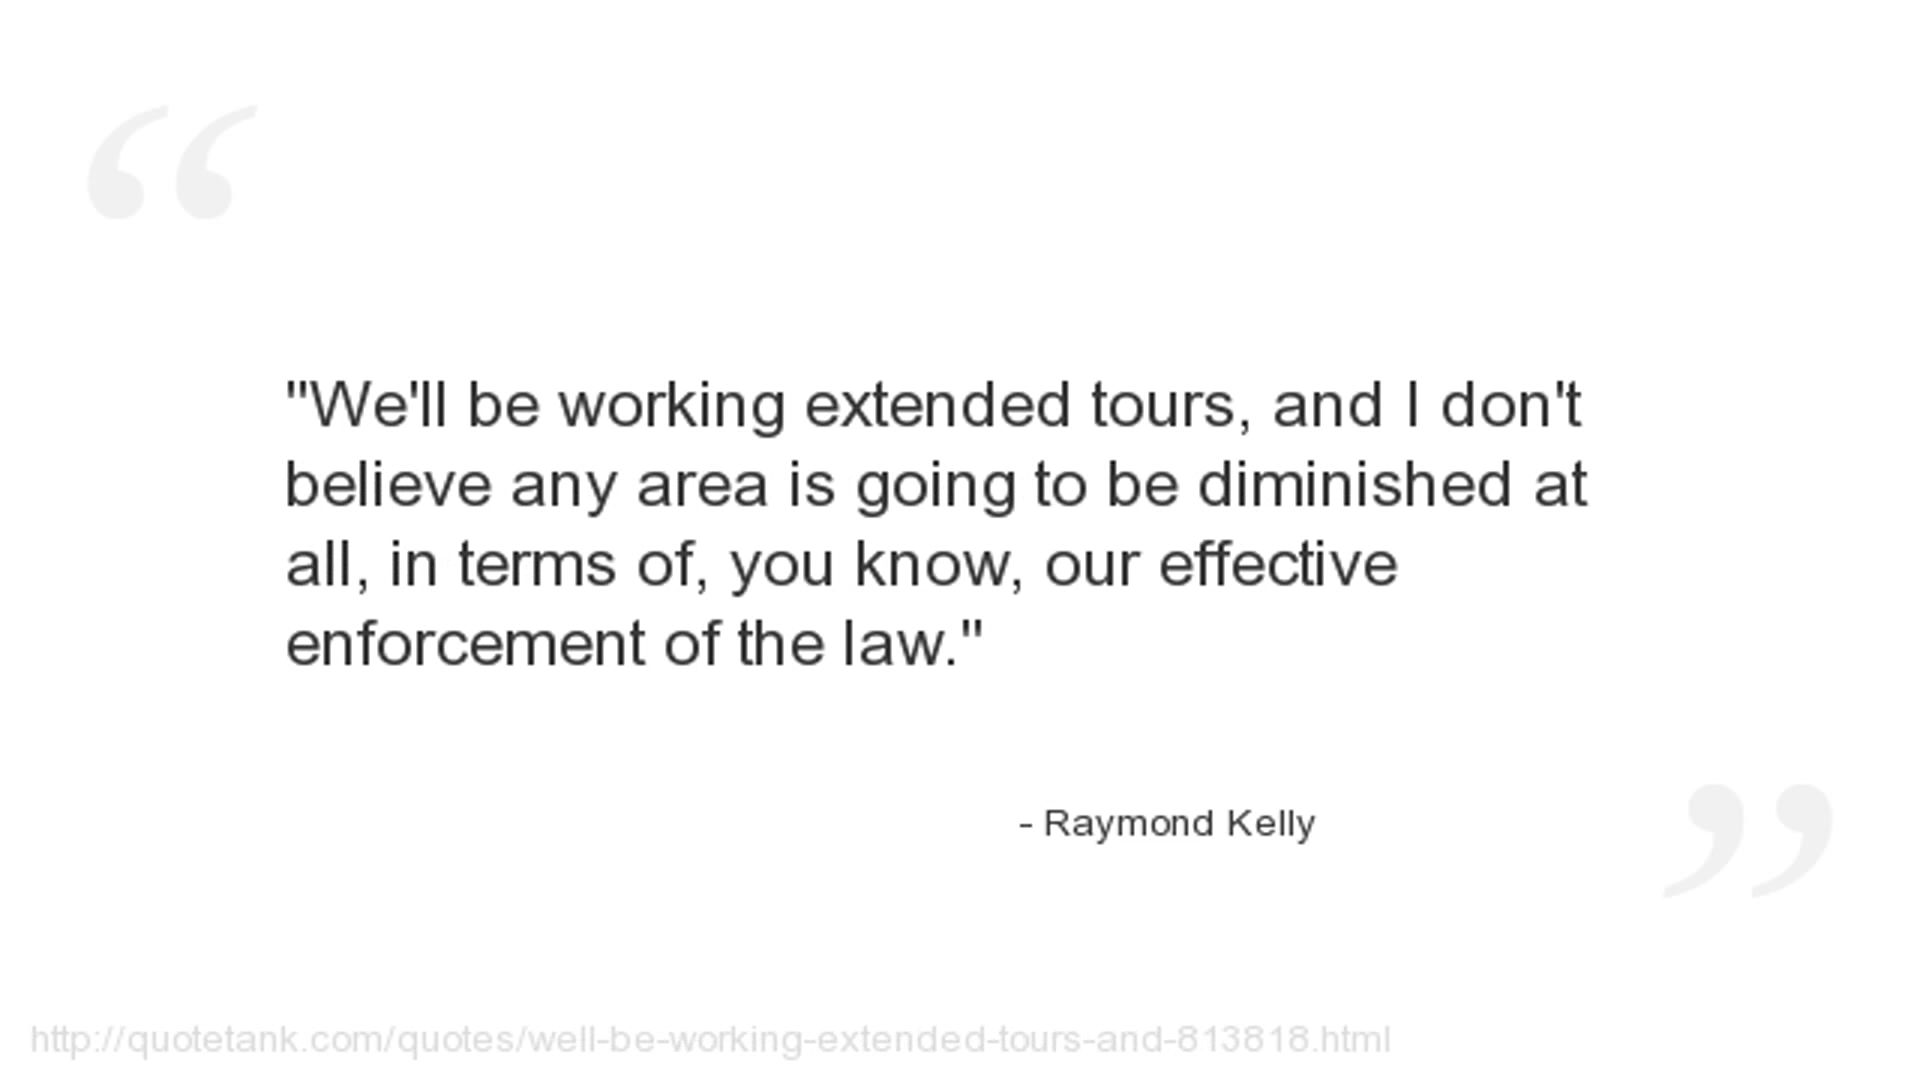 "We'll be working extended tours, and I don't
believe any area is going to be diminished at
all, in terms of, you know, our effective
enforcement of the law."
- Raymond Kelly
http://quotetank.com/quotes/well-be-working-extended-tours-and-813818.html